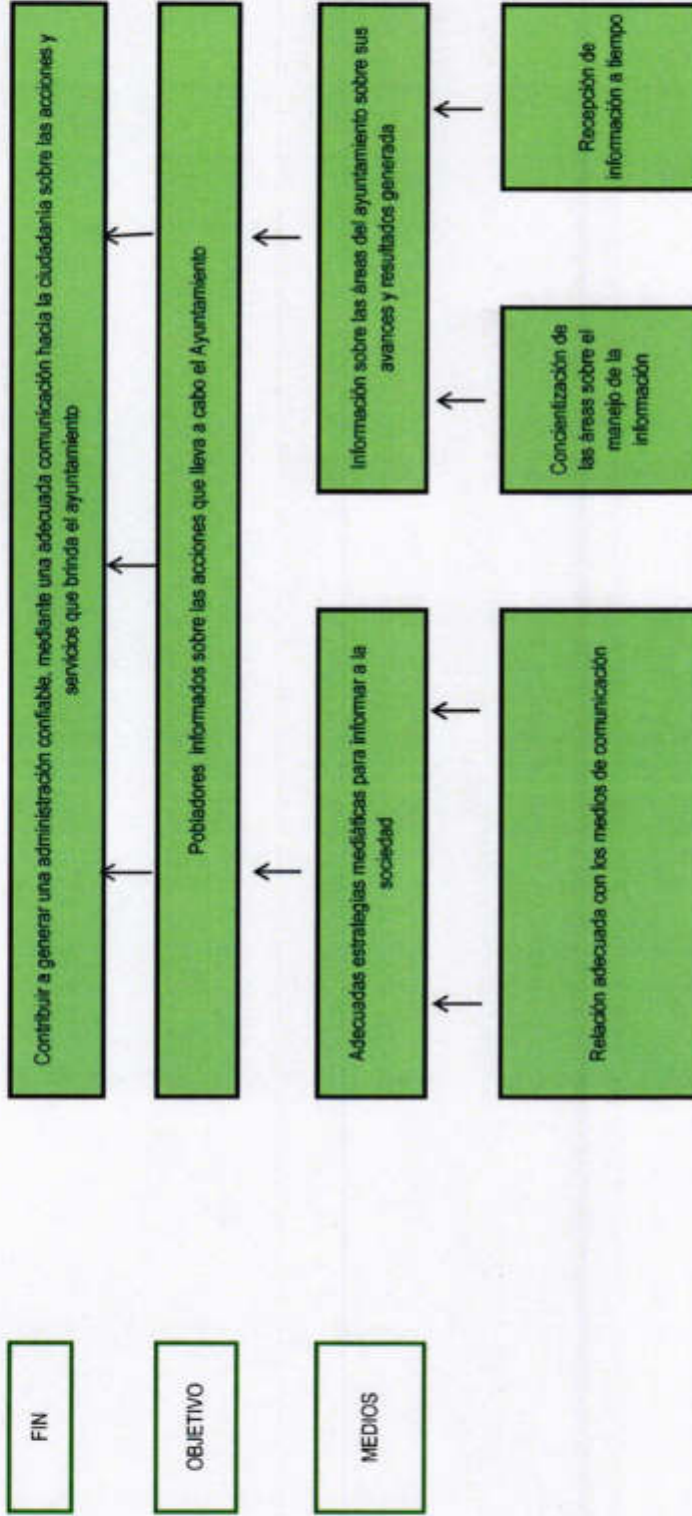 FIN
Contribuir a generar una administración confiable, mediante una adecuada comunicación hacia la ciudadanía sobre las acciones y
servicios que brinda el ayuntamiento
OBJETIVO
Pobladores informados sobre las acciones que lleva a cabo el Ayuntamiento
MEDIOS
Adecuadas estrategias mediáticas para informar a la
sociedad
Información sobre las áreas del ayuntamiento sobre sus
avances y resultados generada
Relación adecuada con los medios de comunicación
Concientización de
las áreas sobre el
manejo de la
información
Recepción de
información a tiempo